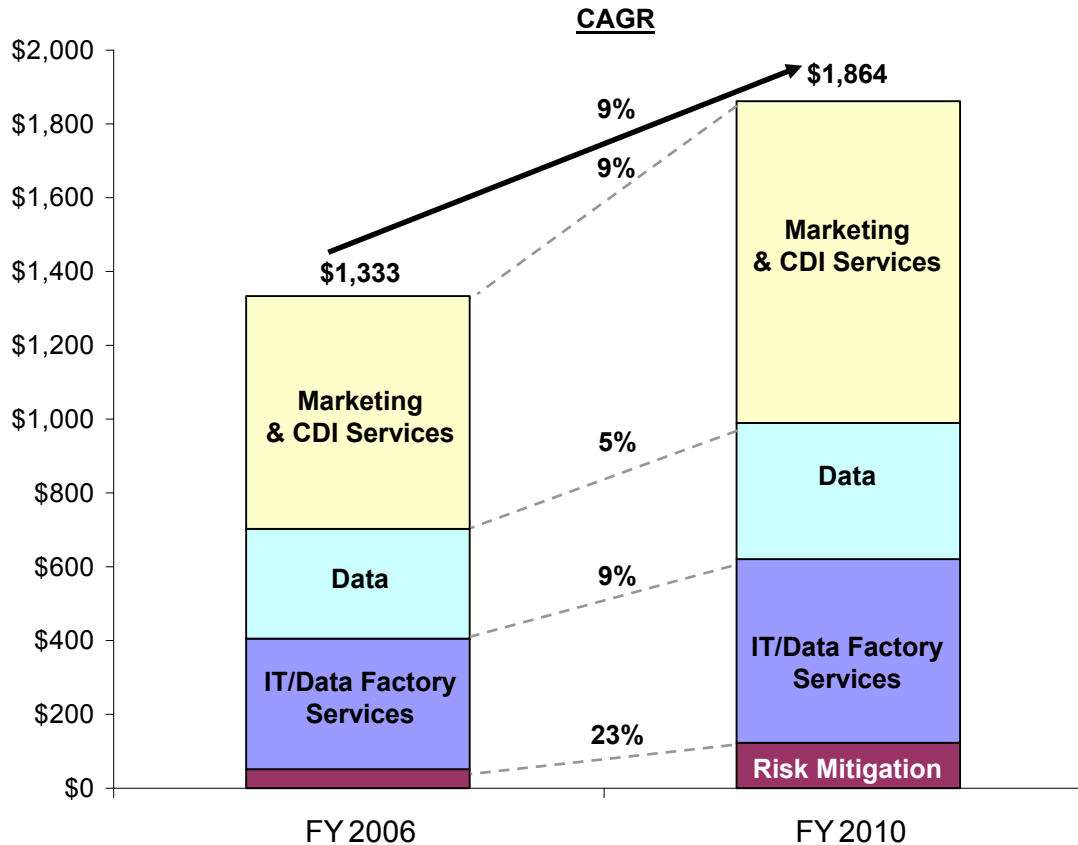 CAGR
$2,000
$1,800
$1,600
$1,400
$1,200
$1,000
$800
$600
$400
$200
$0
$1,333
Marketing
& CDI Services
Data
IT/Data Factory
Services
9%
9%
5%
9%
23%
$1,864
Marketing
& CDI Services
Data
IT/Data Factory
Services
Risk Mitigation
FY 2006
FY 2010